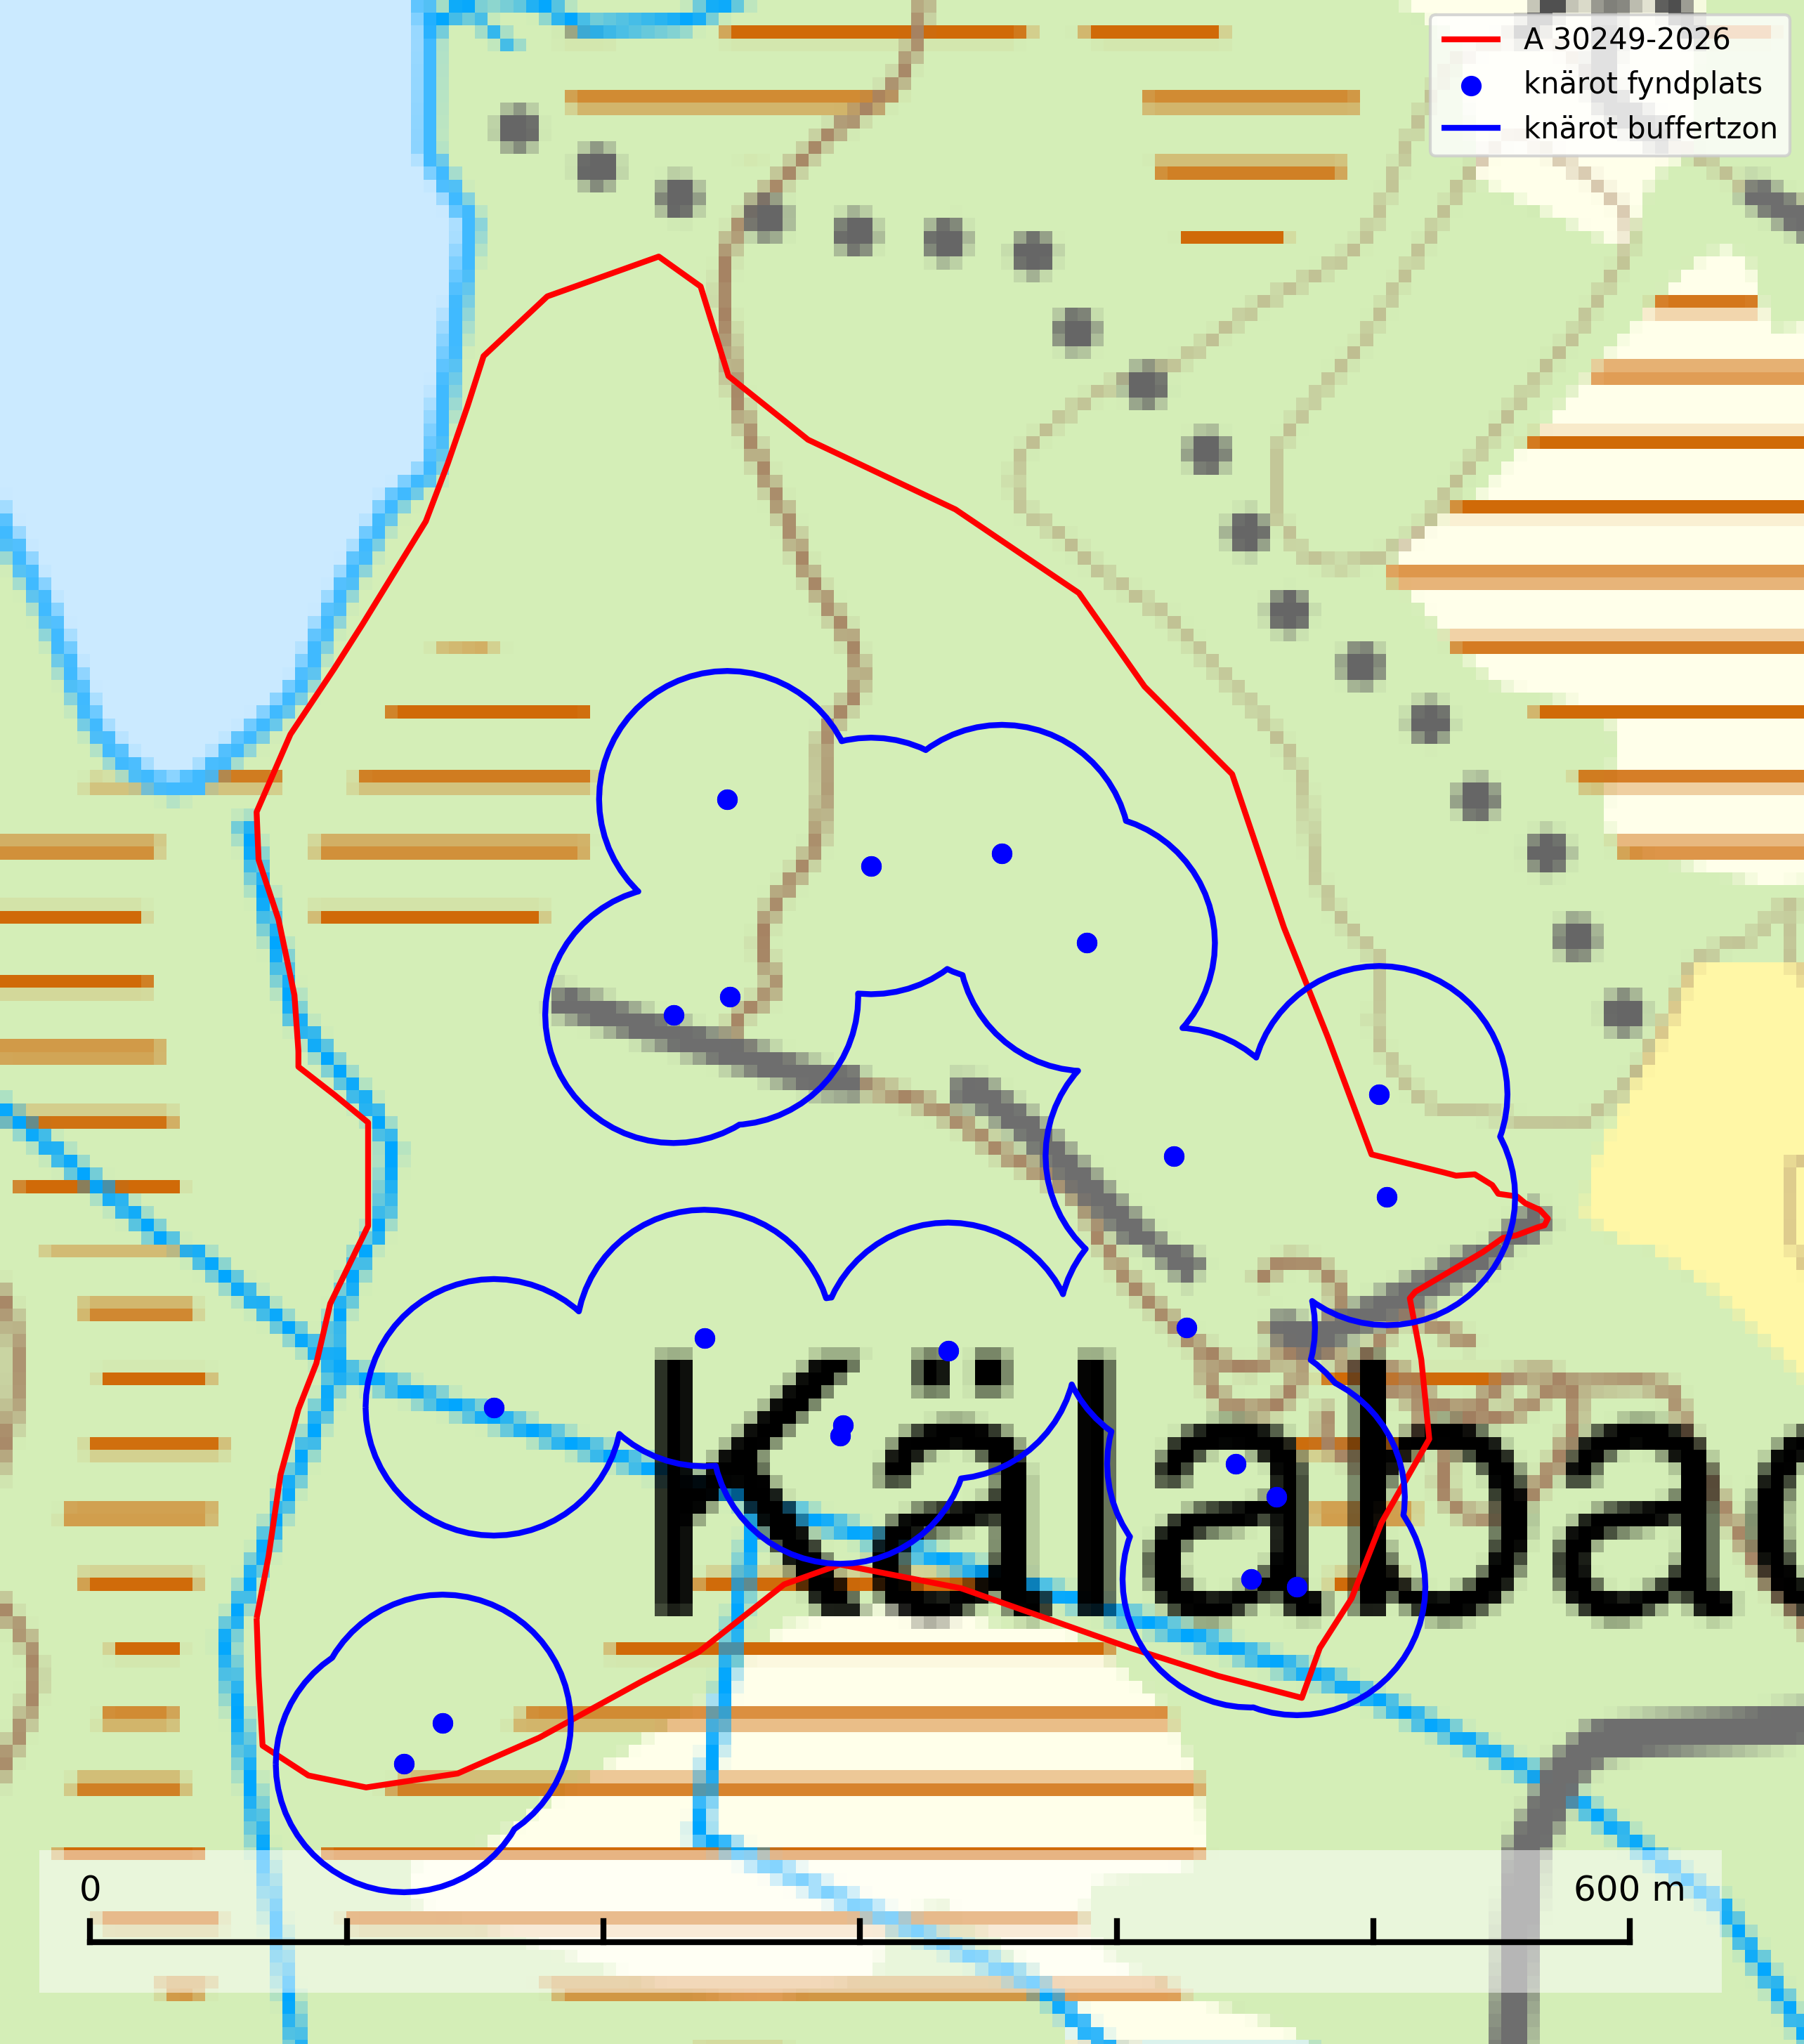 A 30249-2026
knärot fyndplats
knärot buffertzon
Kälabac
0 600 m